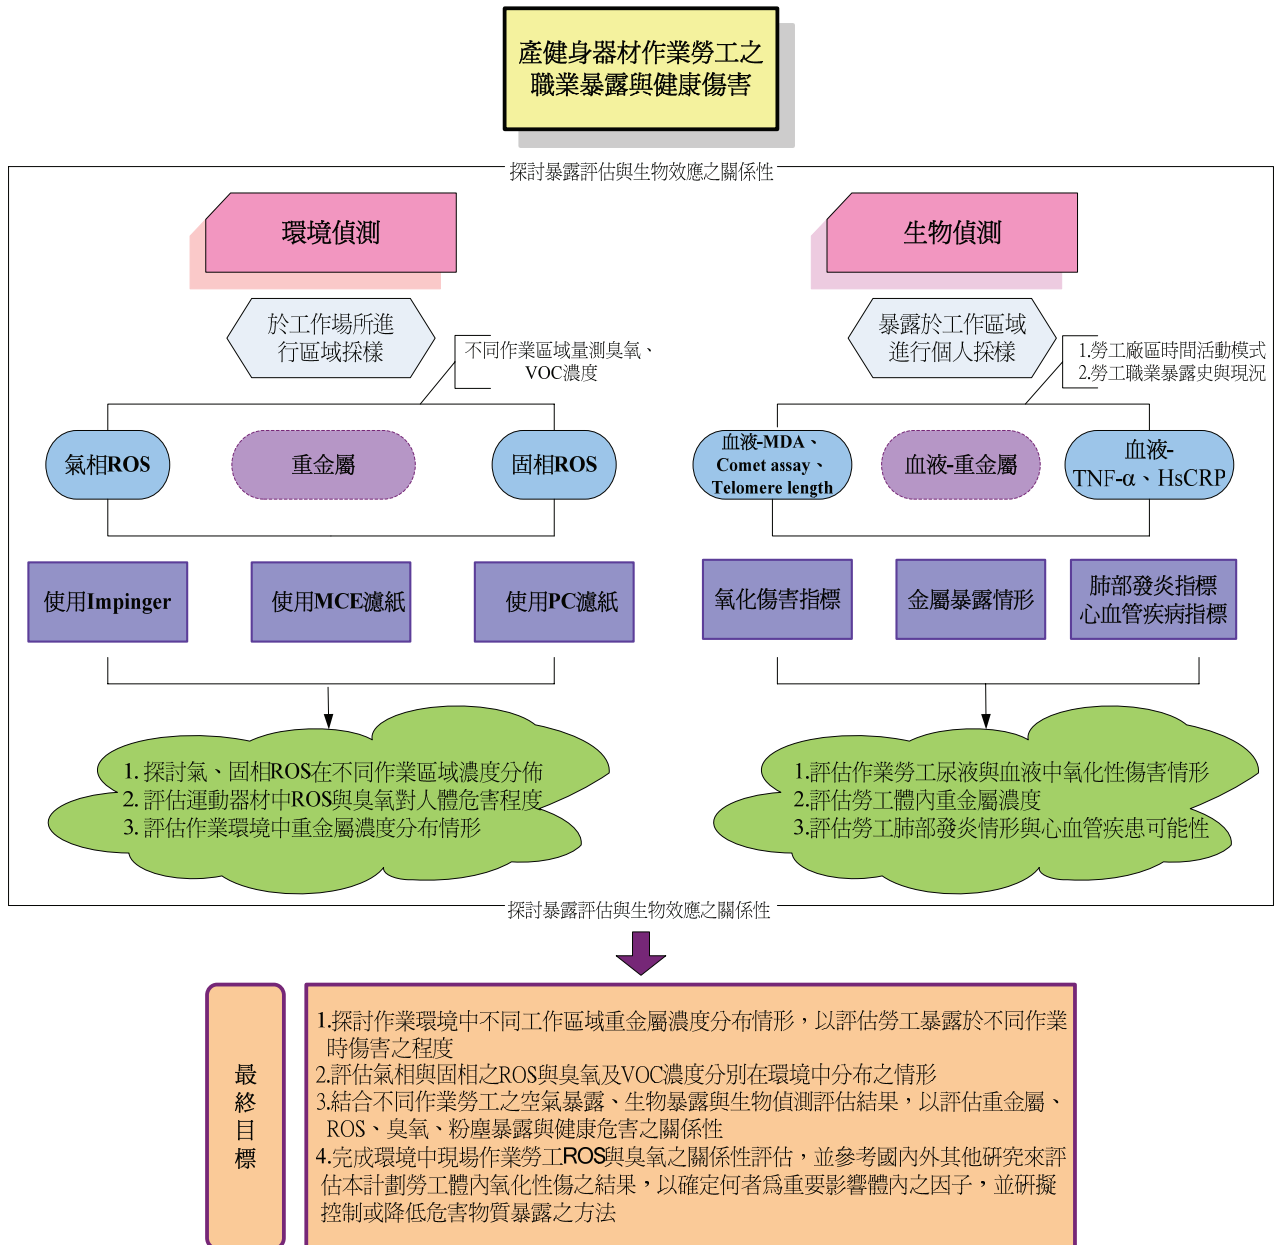 產健身器材作業勞工之
職業暴露與健康傷害
探討暴露評估與生物效應之關係性
環境偵測
於工作場所進
行區域採樣
不同作業區域量測臭氧、
VOC濃度
氣相ROS
重金屬
固相ROS
使用Impinger
使用MCE濾紙
使用PC濾紙
1. 探討氣、固相ROS在不同作業區域濃度分佈
2. 評估運動器材中ROS與臭氧對人體危害程度
3. 評估作業環境中重金屬濃度分布情形
生物偵測
暴露於工作區域
進行個人採樣
1.勞工廠區時間活動模式
2.勞工職業暴露史與現況
血液-MDA、
Comet assay、
Telomere length
血液-重金屬
血液-
TNF-α、HsCRP
氧化傷害指標
金屬暴露情形
肺部發炎指標
心血管疾病指標
1.評估作業勞工尿液與血液中氧化性傷害情形
2.評估勞工體內重金屬濃度
3.評估勞工肺部發炎情形與心血管疾患可能性
探討暴露評估與生物效應之關係性
最
終
目
標
1.探討作業環境中不同工作區域重金屬濃度分布情形，以評估勞工暴露於不同作業
時傷害之程度
2.評估氣相與固相之ROS與臭氧及VOC濃度分別在環境中分布之情形
3.結合不同作業勞工之空氣暴露、生物暴露與生物偵測評估結果，以評估重金屬、
ROS、臭氧、粉塵暴露與健康危害之關係性
4.完成環境中現場作業勞工ROS與臭氧之關係性評估，並參考國內外其他研究來評
估本計劃勞工體內氧化性傷之結果，以確定何者為重要影響體內之因子，並研擬
控制或降低危害物質暴露之方法